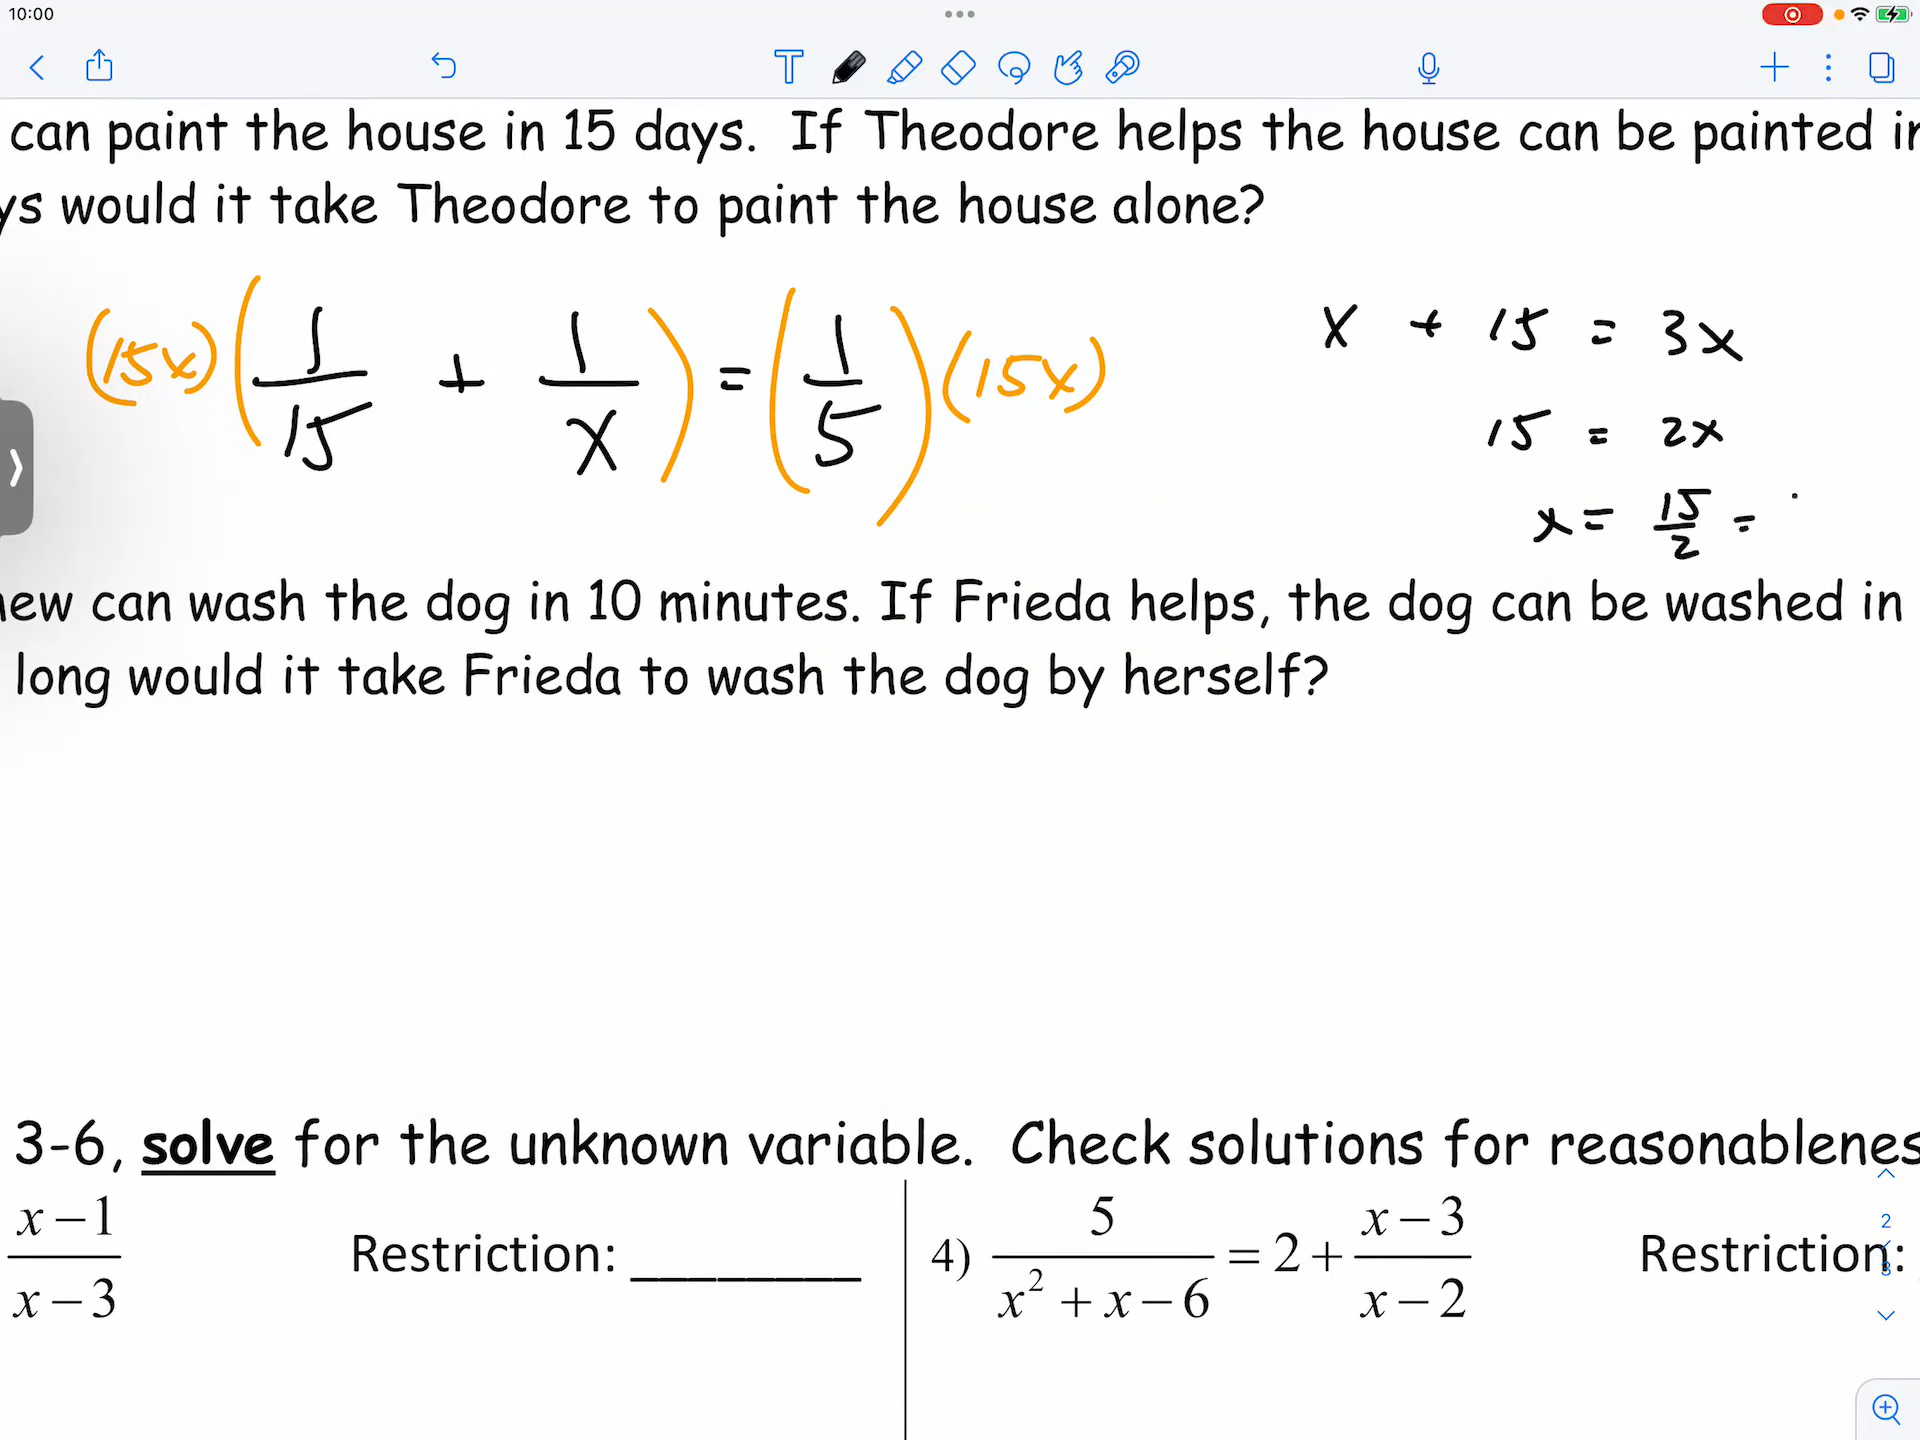 10:00
can paint the house in 15 days. If Theodore helps the house can be painted in
ys would it take Theodore to paint the house alone?
(15x) ( 1/15 + 1/x ) = ( 1/5 ) (15x)
x + 15 = 3x
15 = 2x
x = 15/2 =
ew can wash the dog in 10 minutes. If Frieda helps, the dog can be washed in
long would it take Frieda to wash the dog by herself?
3-6, solve for the unknown variable. Check solutions for reasonablenes
x – 1 / x – 3 Restriction: ________
4) 5 / x² + x – 6 = 2 + x – 3 / x – 2 Restriction:
2
3